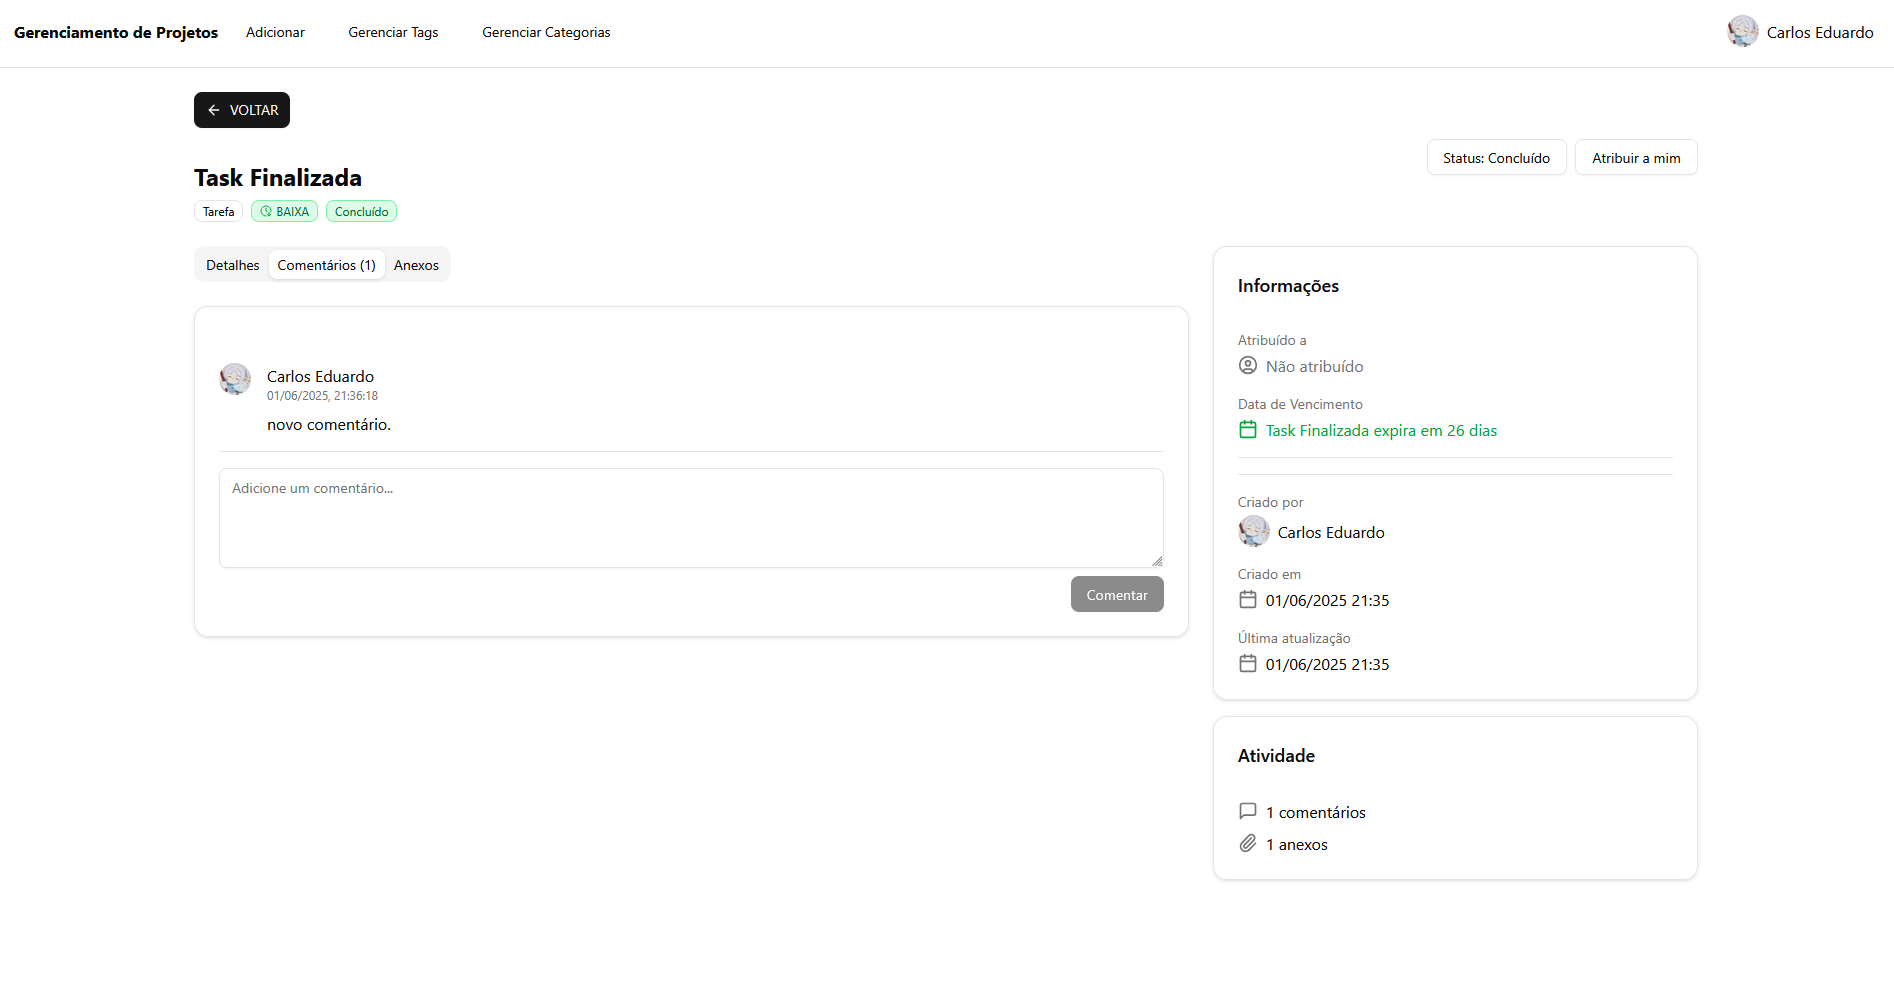 Gerenciamento de Projetos Adicionar Gerenciar Tags Gerenciar Categorias Carlos Eduardo
VOLTAR
Status: Concluído Atribuir a mim
Task Finalizada
Tarefa BAIXA Concluído
Detalhes Comentários (1) Anexos
Carlos Eduardo
01/06/2025, 21:36:18
novo comentário.
Adicione um comentário...
Comentar
Informações
Atribuído a
Não atribuído
Data de Vencimento
Task Finalizada expira em 26 dias
Criado por
Carlos Eduardo
Criado em
01/06/2025 21:35
Última atualização
01/06/2025 21:35
Atividade
1 comentários
1 anexos